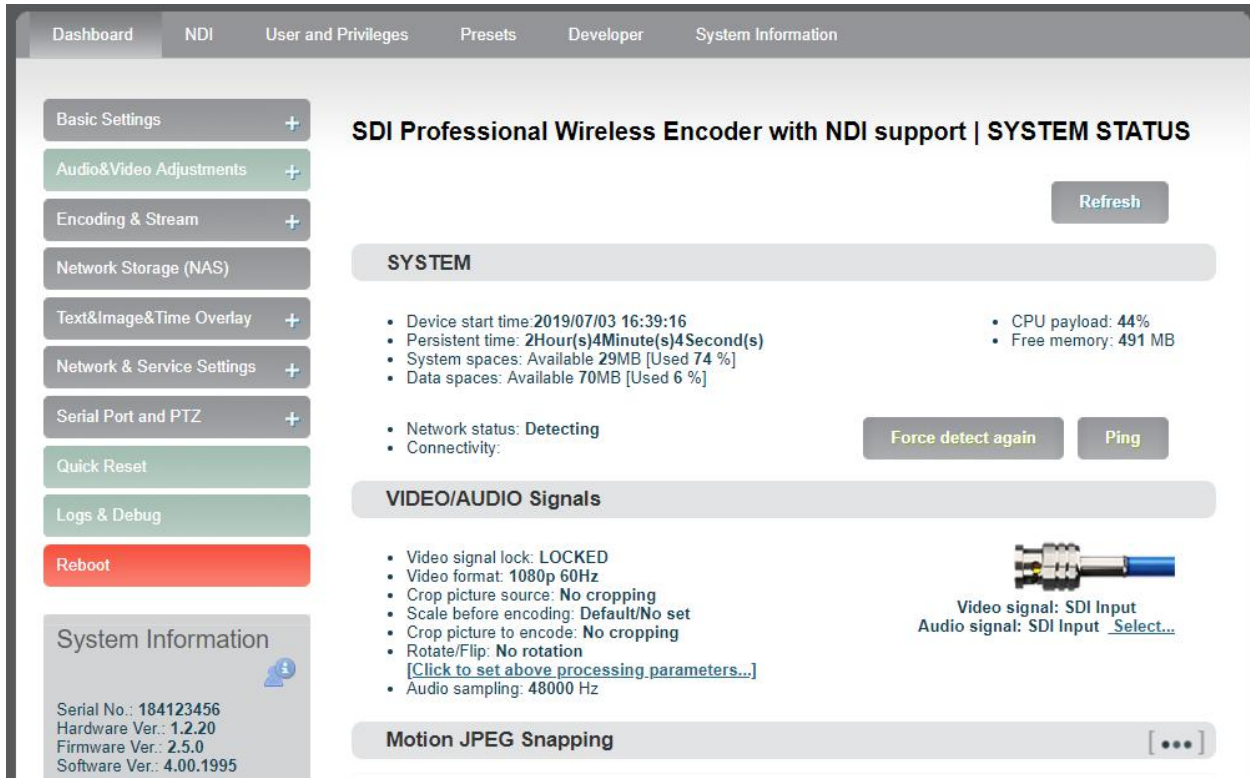 Dashboard NDI User and Privileges Presets Developer System Information
Basic Settings +
Audio&Video Adjustments +
Encoding & Stream +
Network Storage (NAS)
Text&Image&Time Overlay +
Network & Service Settings +
Serial Port and PTZ +
Quick Reset
Logs & Debug
Reboot
System Information
Serial No.: 184123456
Hardware Ver.: 1.2.20
Firmware Ver.: 2.5.0
Software Ver.: 4.00.1995
SDI Professional Wireless Encoder with NDI support | SYSTEM STATUS
Refresh
SYSTEM
• Device start time:2019/07/03 16:39:16
• Persistent time: 2Hour(s)4Minute(s)4Second(s)
• System spaces: Available 29MB [Used 74 %]
• Data spaces: Available 70MB [Used 6 %]
• CPU payload: 44%
• Free memory: 491 MB
• Network status: Detecting
• Connectivity:
Force detect again Ping
VIDEO/AUDIO Signals
• Video signal lock: LOCKED
• Video format: 1080p 60Hz
• Crop picture source: No cropping
• Scale before encoding: Default/No set
• Crop picture to encode: No cropping
• Rotate/Flip: No rotation
[Click to set above processing parameters...]
• Audio sampling: 48000 Hz
Video signal: SDI Input
Audio signal: SDI Input Select...
Motion JPEG Snapping [•••]